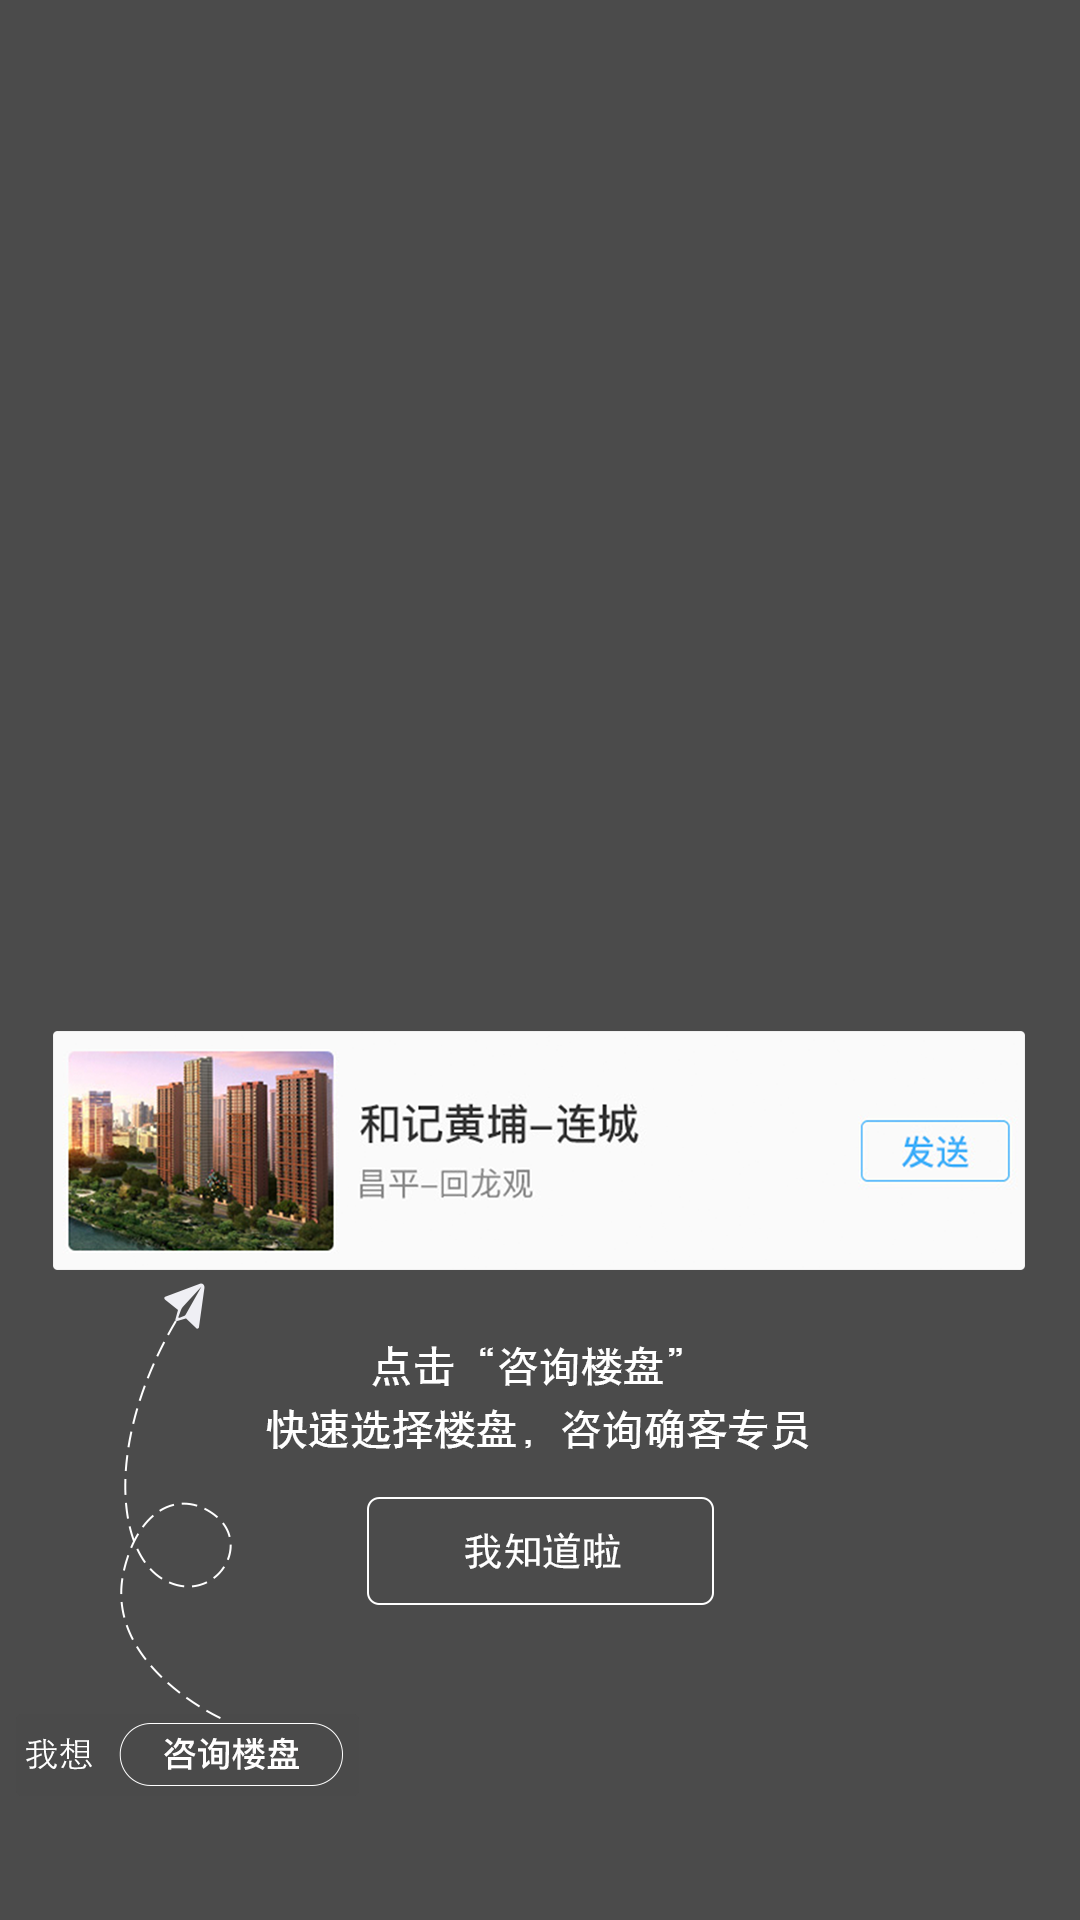 和记黄埔-连城
昌平-回龙观
发送
点击“咨询楼盘”
快速选择楼盘，咨询确客专员
我知道啦
我想 咨询楼盘